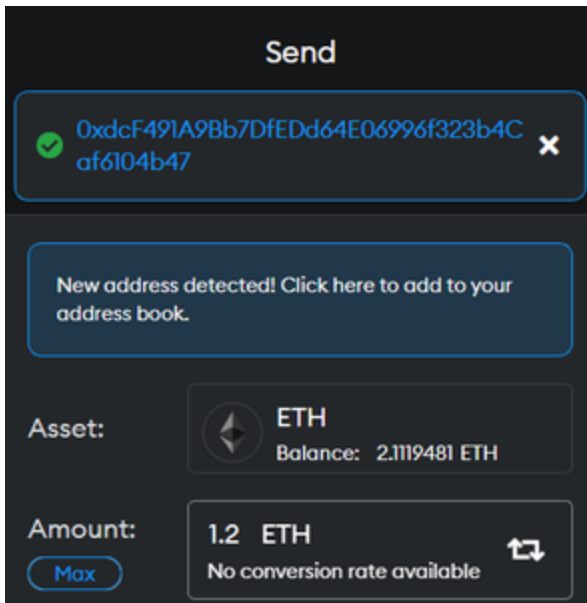 Send
0xdcF491A9Bb7DfEDd64E06996f323b4C
af6104b47
New address detected! Click here to add to your
address book.
Asset:
ETH
Balance: 2.1119481 ETH
Amount:
Max
1.2 ETH
No conversion rate available